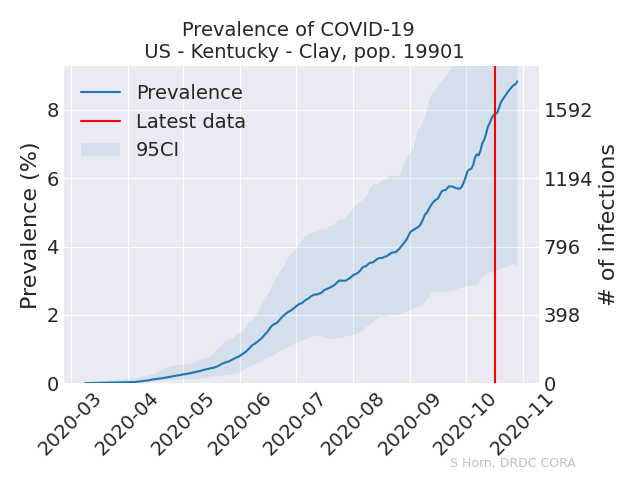 Prevalence of COVID-19
US - Kentucky - Clay, pop. 19901
Prevalence
Latest data
95CI
Prevalence (%)
8
6
4
2
0
1592
1194
796
398
0
# of infections
2020-03
2020-04
2020-05
2020-06
2020-07
2020-08
2020-09
2020-10
2020-11
S Horn, DRDC CORA